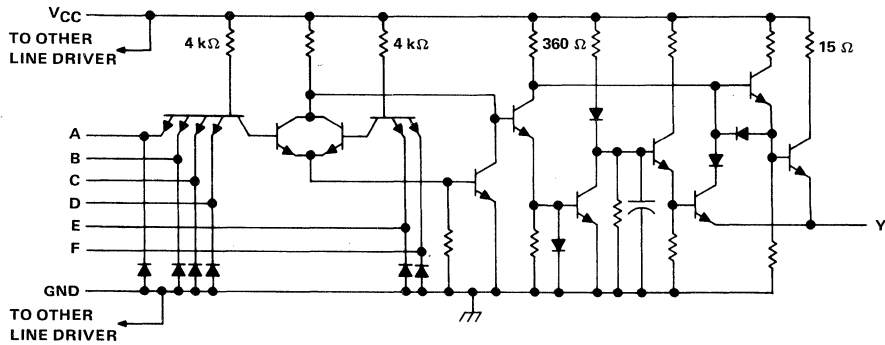 VCC
TO OTHER
LINE DRIVER
4 kΩ
4 kΩ
360 Ω
15 Ω
A
B
C
D
E
F
Y
GND
TO OTHER
LINE DRIVER